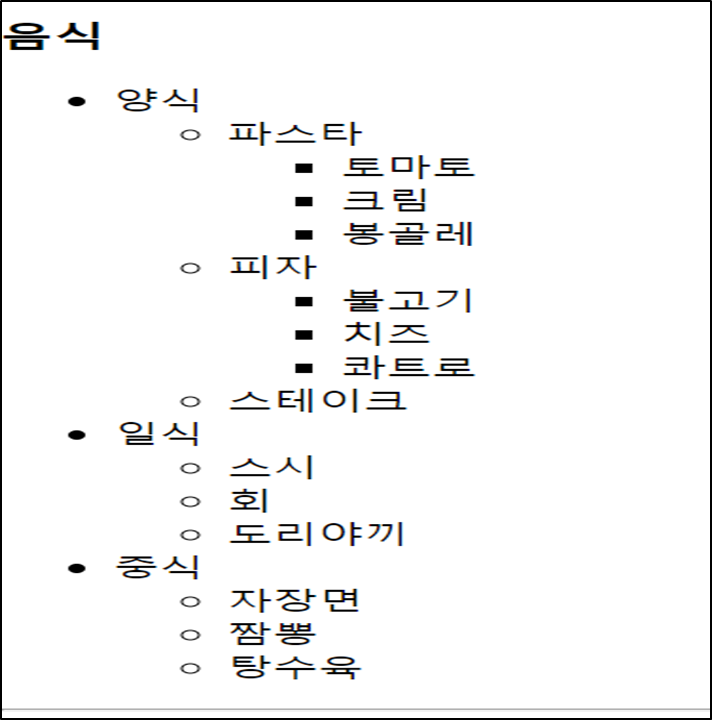 음식
양식
파스타
토마토
크림
봉골레
피자
불고기
치즈
콰트로
스테이크
일식
스시
회
도리야끼
중식
자장면
짬뽕
탕수육